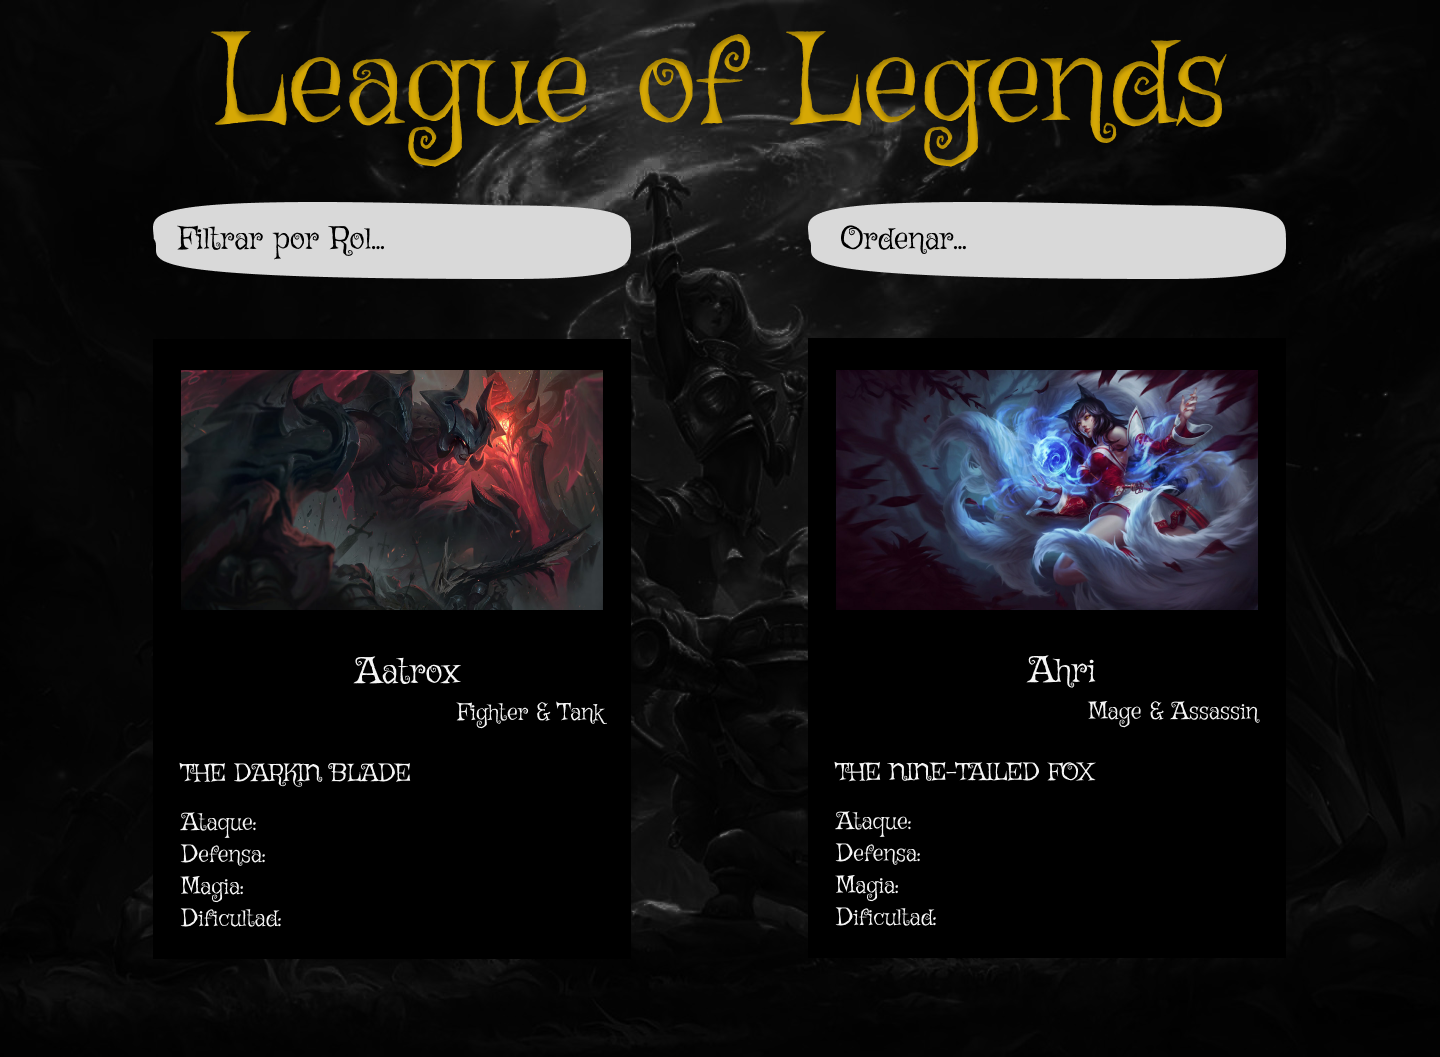 League of Legends
Filtrar por Rol...
Ordenar...
Aatrox
Fighter & Tank
THE DARKIN BLADE
Ataque:
Defensa:
Magia:
Dificultad:
Ahri
Mage & Assassin
THE NINE-TAILED FOX
Ataque:
Defensa:
Magia:
Dificultad: